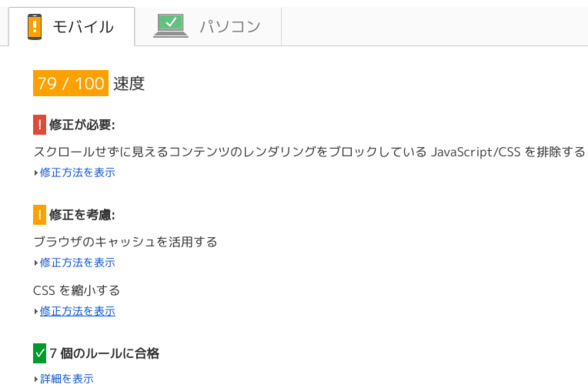 モバイル
パソコン
79 / 100 速度
! 修正が必要:
スクロールせずに見えるコンテンツのレンダリングをブロックしている JavaScript/CSS を排除する
修正方法を表示
! 修正を考慮:
ブラウザのキャッシュを活用する
修正方法を表示
CSS を縮小する
修正方法を表示
7 個のルールに合格
詳細を表示